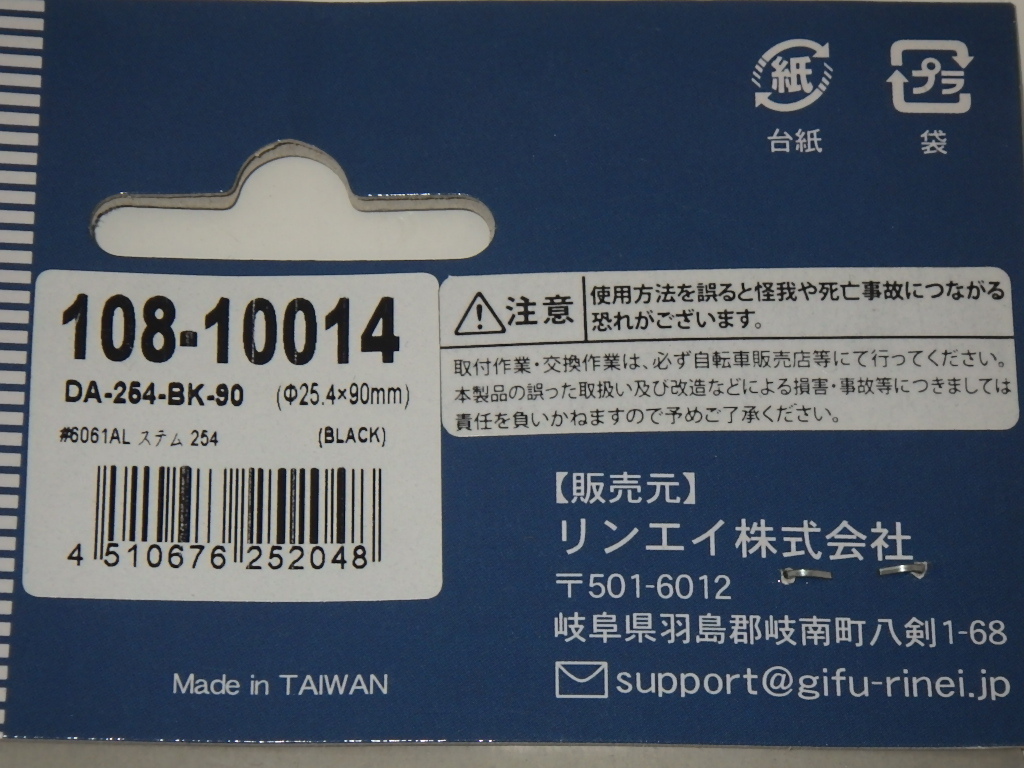 紙
プラ
台紙
袋
108-10014
DA-254-BK-90 (Φ25.4×90mm)
#6061AL ステム 254 (BLACK)
4 510676 252048
注意
使用方法を誤ると怪我や死亡事故につながる
恐れがございます。
取付作業・交換作業は、必ず自転車販売店等にて行ってください。
本製品の誤った取扱い及び改造などによる損害・事故等につきましては
責任を負いかねますので予めご了承ください。
【販売元】
リンエイ株式会社
〒501-6012
岐阜県羽島郡岐南町八剣1-68
support@gifu-rinei.jp
Made in TAIWAN